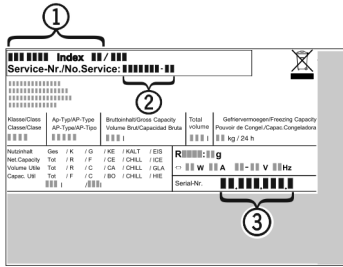 1
Index /
Service-Nr./No.Service: -
2
Klasse/Class Ap-Typ/AP-Type Bruttoinhalt/Gross Capacity Total Gefriervermoegen/Freezing Capacity
Classe/Clase AP-Type/AP-Tipo Volume Brut/Capacidad Bruta volume Pouvoir de Congel./Capac.Congeladora
l l kg / 24 h
Nutzinhalt Ges / K / G / KE / KALT / EIS
Net.Capacity Tot / R / F / CE / CHILL / ICE
Volume Utile Tot / R / C / CA / CHILL / GLA
Capac. Util Tot / F / C / BO / CHILL / HIE
l / l
R : g
W A - V Hz
Serial-Nr. . .
3